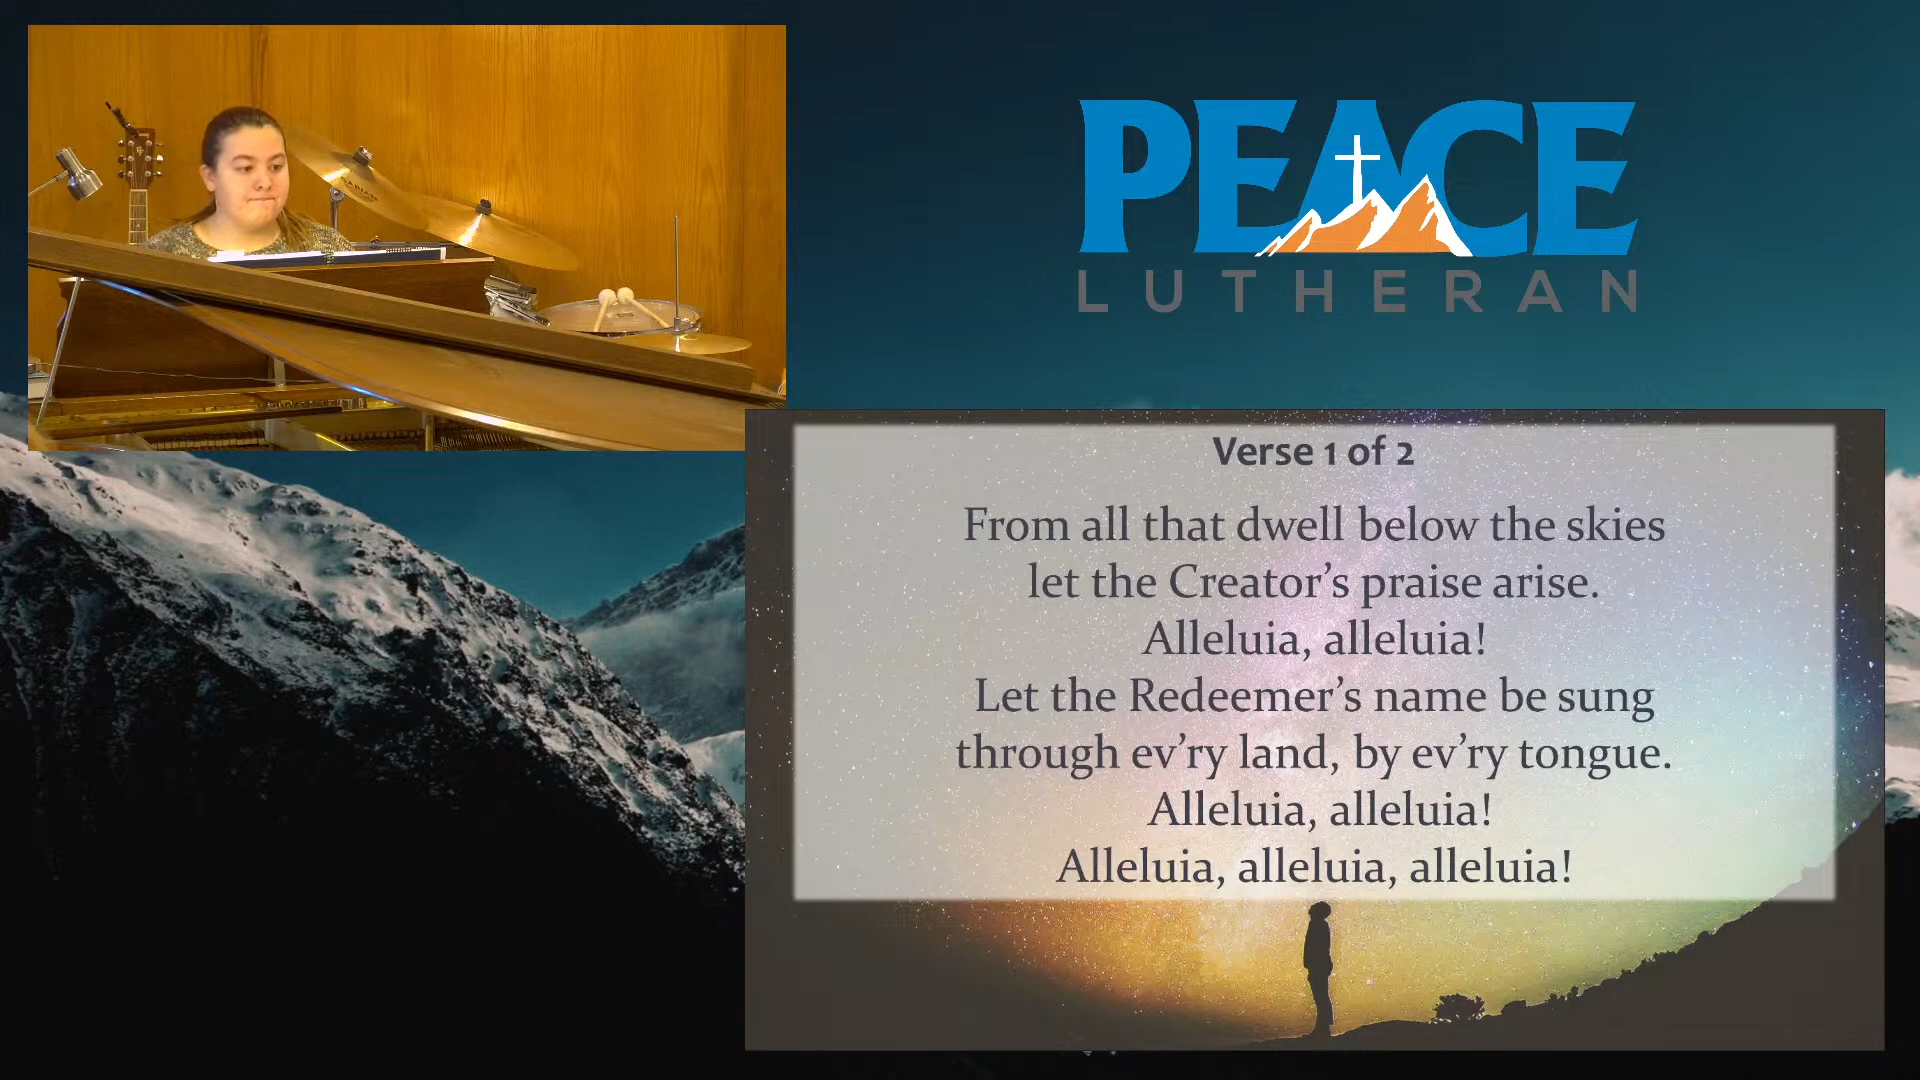 PEACE
LUTHERAN
Verse 1 of 2
From all that dwell below the skies
let the Creator’s praise arise.
Alleluia, alleluia!
Let the Redeemer’s name be sung
through ev’ry land, by ev’ry tongue.
Alleluia, alleluia!
Alleluia, alleluia, alleluia!